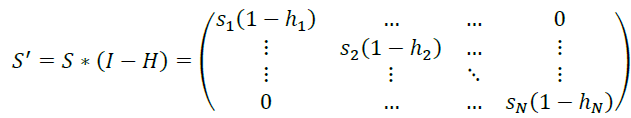 s₁(1 − h₁) … … 0
⋮ s₂(1 − h₂) … ⋮
S′ = S ∗ (I − H) =
⋮ ⋮ ⋱ ⋮
0 … … s_N(1 − h_N)